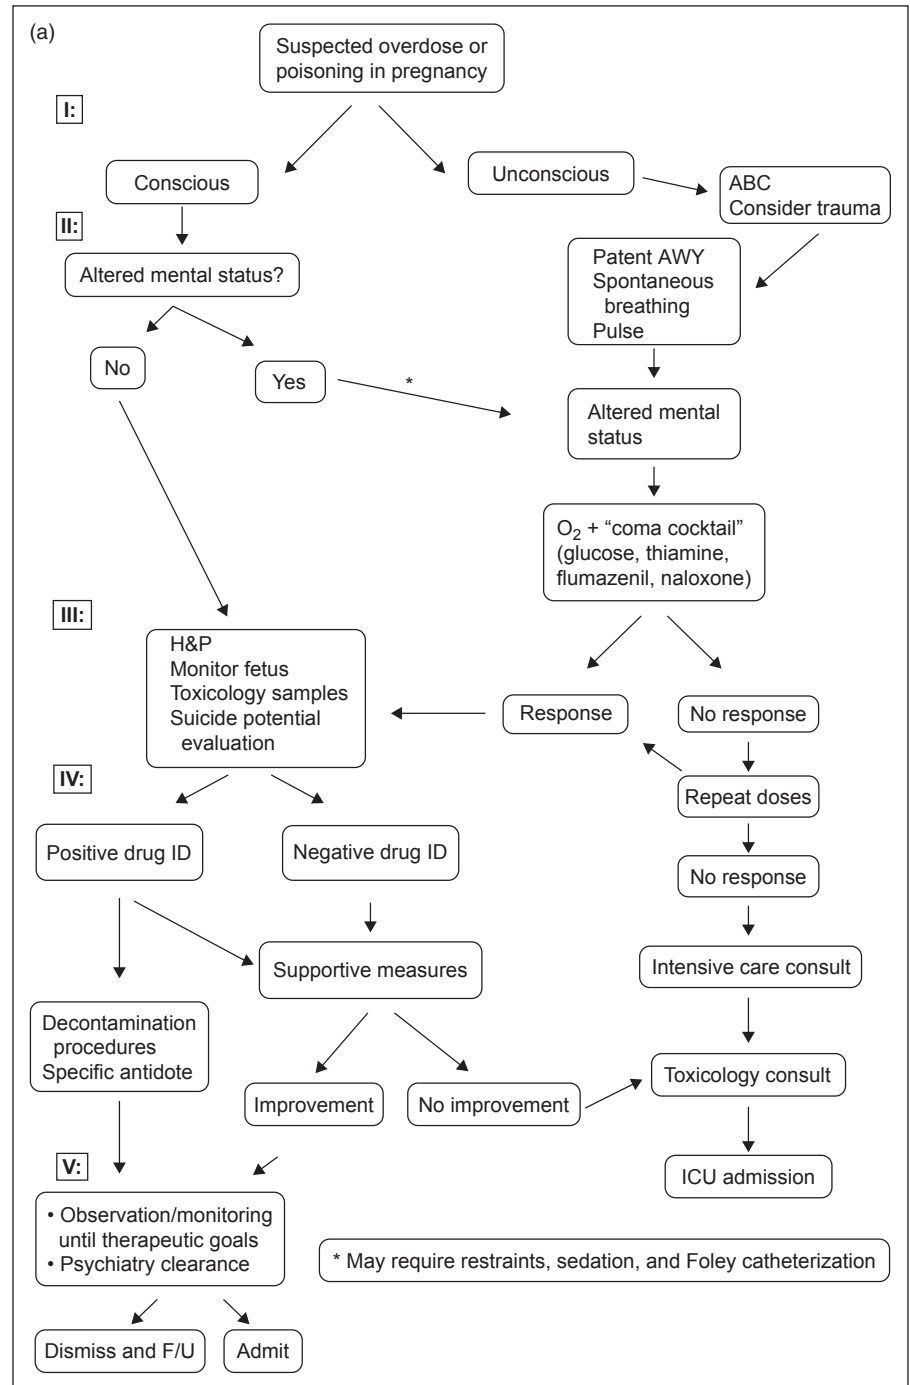 (a)
Suspected overdose or
poisoning in pregnancy
I:
Conscious
Unconscious
ABC
Consider trauma
II:
Altered mental status?
Patent AWY
Spontaneous
breathing
Pulse
No
Yes
*
Altered mental
status
O₂ + “coma cocktail”
(glucose, thiamine,
flumazenil, naloxone)
III:
H&P
Monitor fetus
Toxicology samples
Suicide potential
evaluation
Response
No response
IV:
Repeat doses
Positive drug ID
Negative drug ID
No response
Supportive measures
Intensive care consult
Decontamination
procedures
Specific antidote
Improvement
No improvement
Toxicology consult
V:
ICU admission
• Observation/monitoring
until therapeutic goals
• Psychiatry clearance
* May require restraints, sedation, and Foley catheterization
Dismiss and F/U
Admit